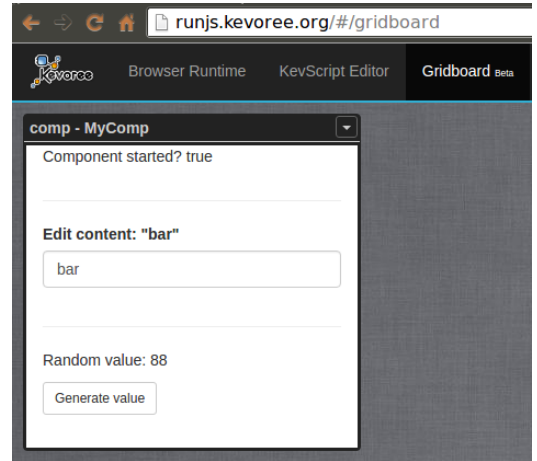 runjs.kevoree.org/#/gridboard
Kevoree Browser Runtime KevScript Editor Gridboard Beta
comp - MyComp
Component started? true
Edit content: "bar"
bar
Random value: 88
Generate value